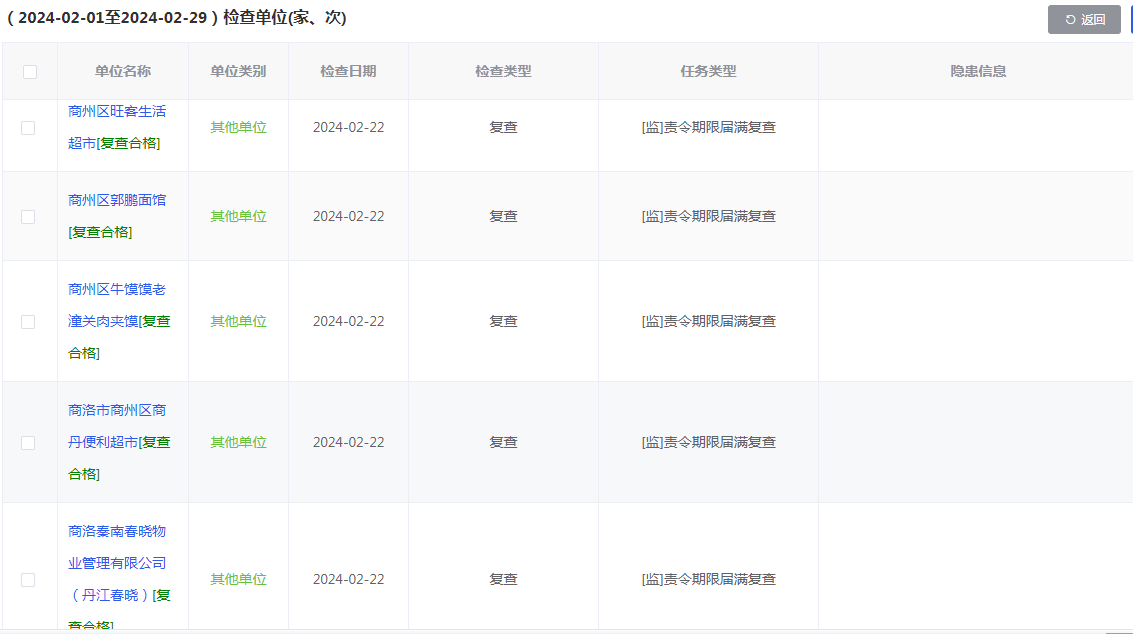 （2024-02-01至2024-02-29）检查单位(家、次)
返回
单位名称 单位类别 检查日期 检查类型 任务类型 隐患信息
商州区旺客生活
超市[复查合格]
其他单位 2024-02-22 复查 [监]责令期限届满复查
商州区郭鹏面馆
[复查合格]
其他单位 2024-02-22 复查 [监]责令期限届满复查
商州区牛馍馍老
潼关肉夹馍[复查
合格]
其他单位 2024-02-22 复查 [监]责令期限届满复查
商洛市商州区商
丹便利超市[复查
合格]
其他单位 2024-02-22 复查 [监]责令期限届满复查
商洛秦南春晓物
业管理有限公司
（丹江春晓）[复
查合格]
其他单位 2024-02-22 复查 [监]责令期限届满复查